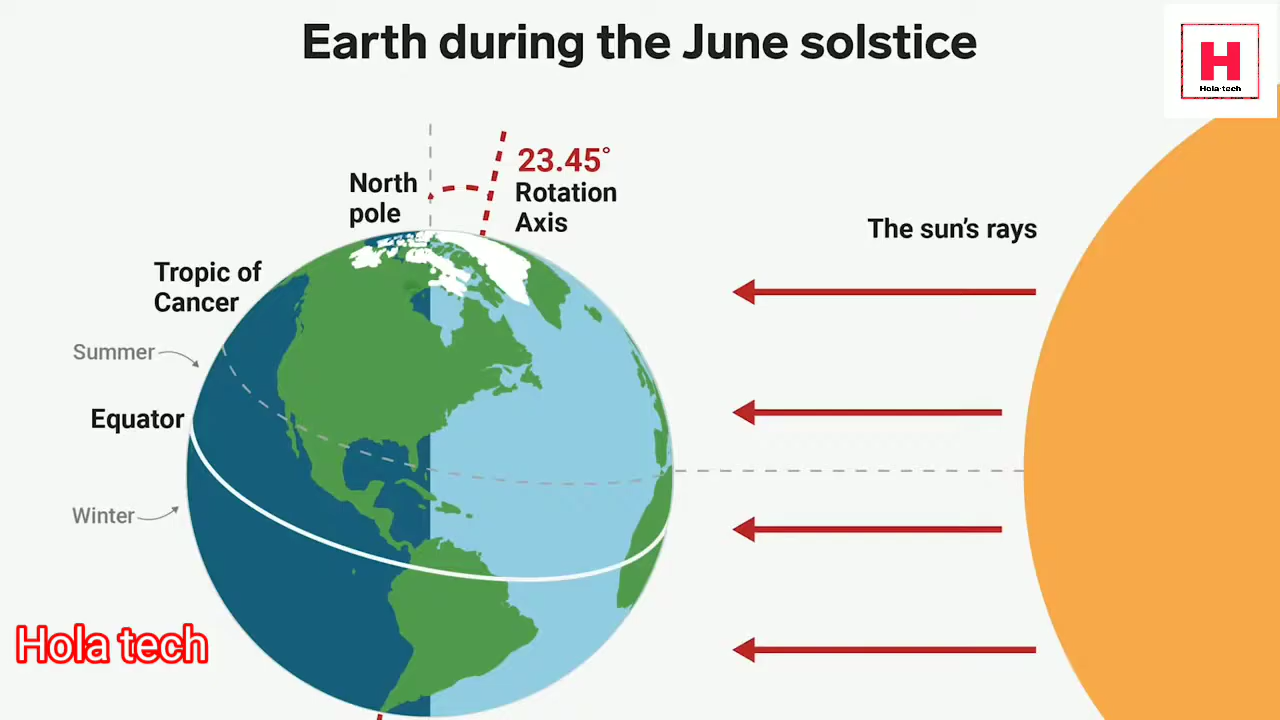 Earth during the June solstice
H
Hola-tech
23.45°
North
pole
Rotation
Axis
The sun's rays
Tropic of
Cancer
Summer
Equator
Winter
Hola tech